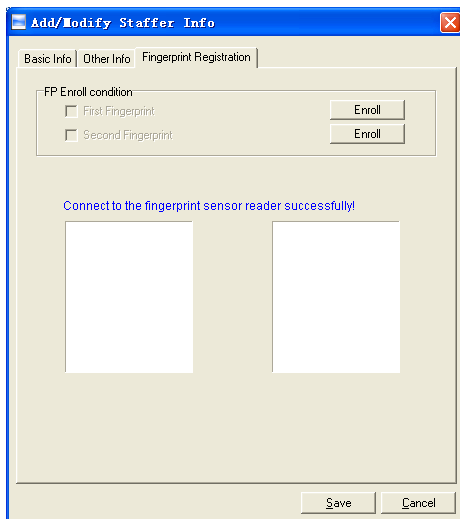 Add/Modify Staffer Info
Basic Info Other Info Fingerprint Registration
FP Enroll condition
First Fingerprint Enroll
Second Fingerprint Enroll
Connect to the fingerprint sensor reader successfully!
Save Cancel